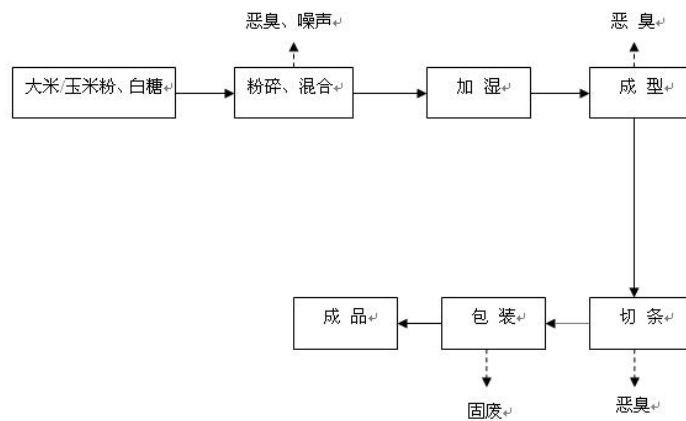 恶臭、噪声
恶 臭
大米/玉米粉、白糖
粉碎、混合
加 湿
成 型
成 品
包 装
切 条
固废
恶臭